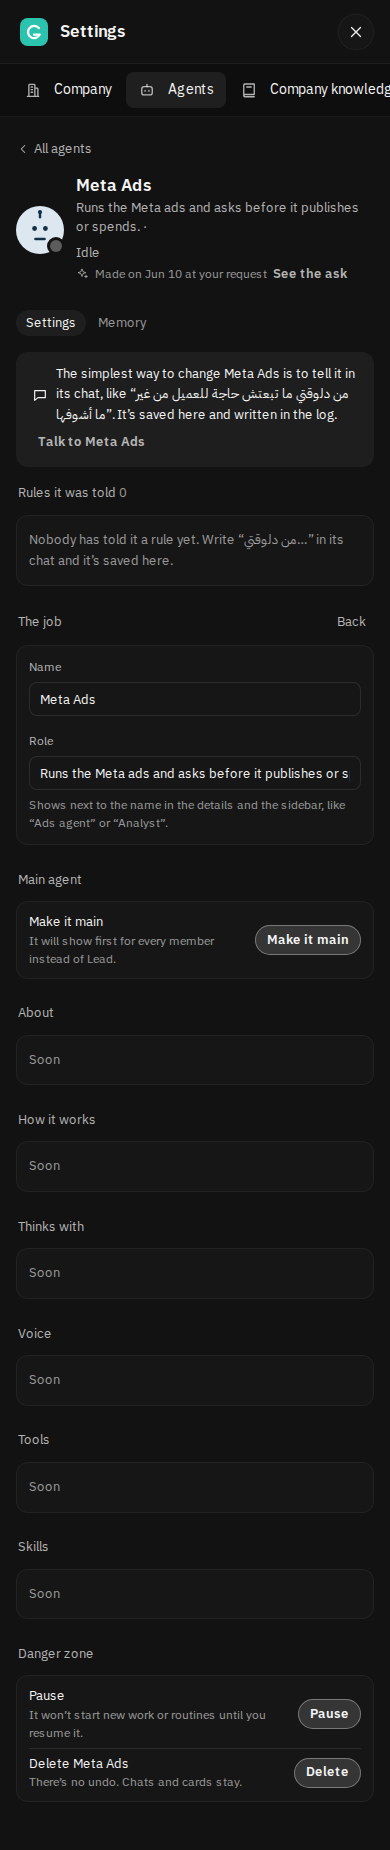 Settings
Company
Agents
Company knowledg
All agents
Meta Ads
Runs the Meta ads and asks before it publishes
or spends. ·
Idle
Made on Jun 10 at your request See the ask
Settings
Memory
The simplest way to change Meta Ads is to tell it in
its chat, like “من دلوقتي ما تبعتش حاجة للعميل من غير
ما أشوفها”. It’s saved here and written in the log.
Talk to Meta Ads
Rules it was told 0
Nobody has told it a rule yet. Write “من دلوقتي…” in its
chat and it’s saved here.
The job
Back
Name
Meta Ads
Role
Runs the Meta ads and asks before it publishes or s
Shows next to the name in the details and the sidebar, like
“Ads agent” or “Analyst”.
Main agent
Make it main
It will show first for every member
instead of Lead.
Make it main
About
Soon
How it works
Soon
Thinks with
Soon
Voice
Soon
Tools
Soon
Skills
Soon
Danger zone
Pause
It won’t start new work or routines until you
resume it.
Pause
Delete Meta Ads
There’s no undo. Chats and cards stay.
Delete